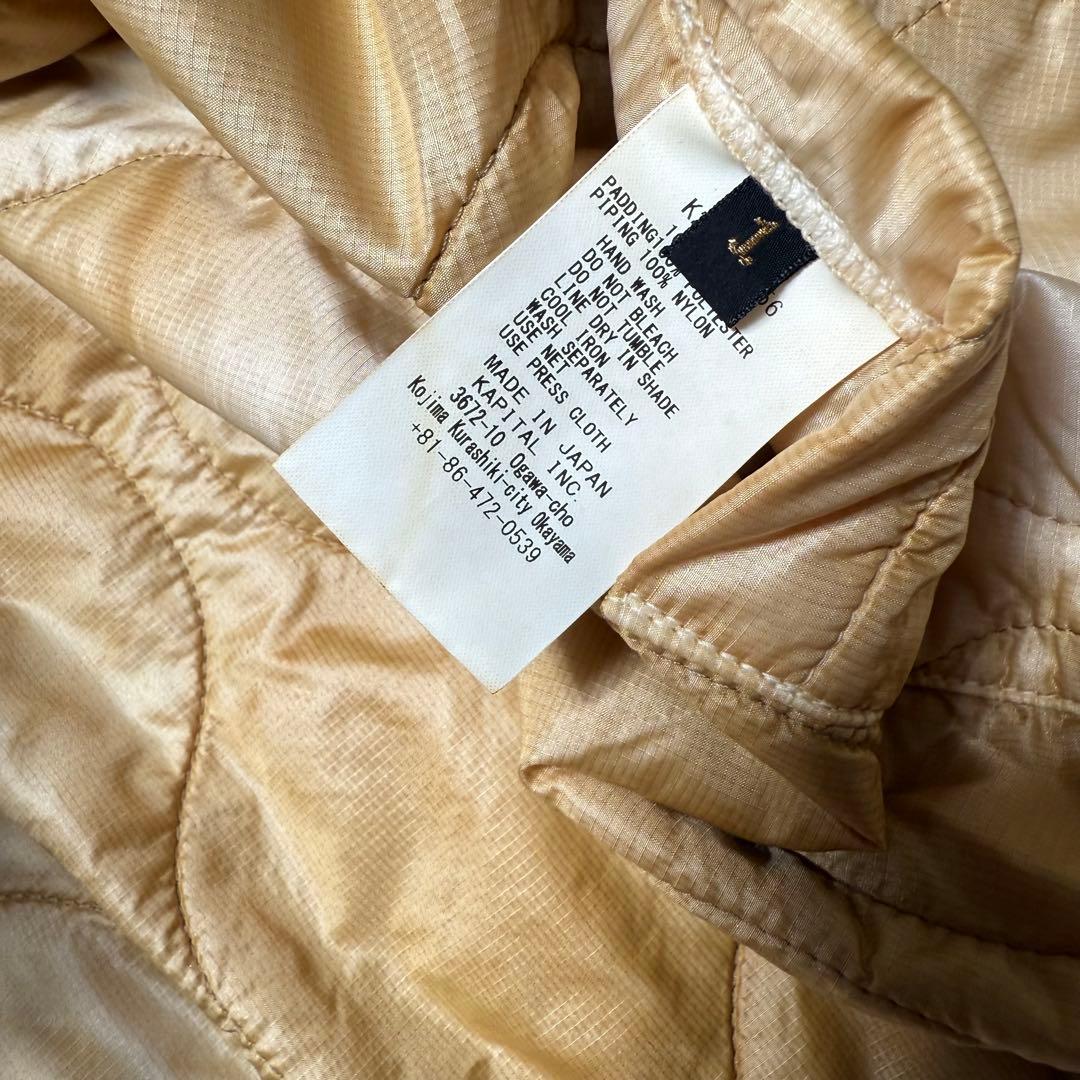 1
PADDING100% POLYESTER
PIPING 100% NYLON
HAND WASH
DO NOT BLEACH
DO NOT TUMBLE
LINE DRY IN SHADE
COOL IRON
WASH SEPARATELY
USE NET
USE PRESS CLOTH
MADE IN JAPAN
KAPITAL INC.
3672-10 Ogawa-cho
Kojima Kurashiki-city Okayama
+81-86-472-0539